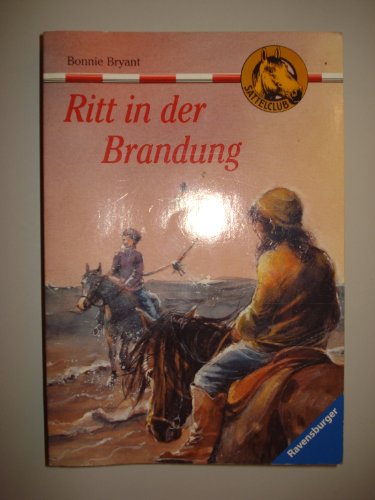 Bonnie Bryant
SATTELCLUB
Ritt in der
Brandung
Ravensburger